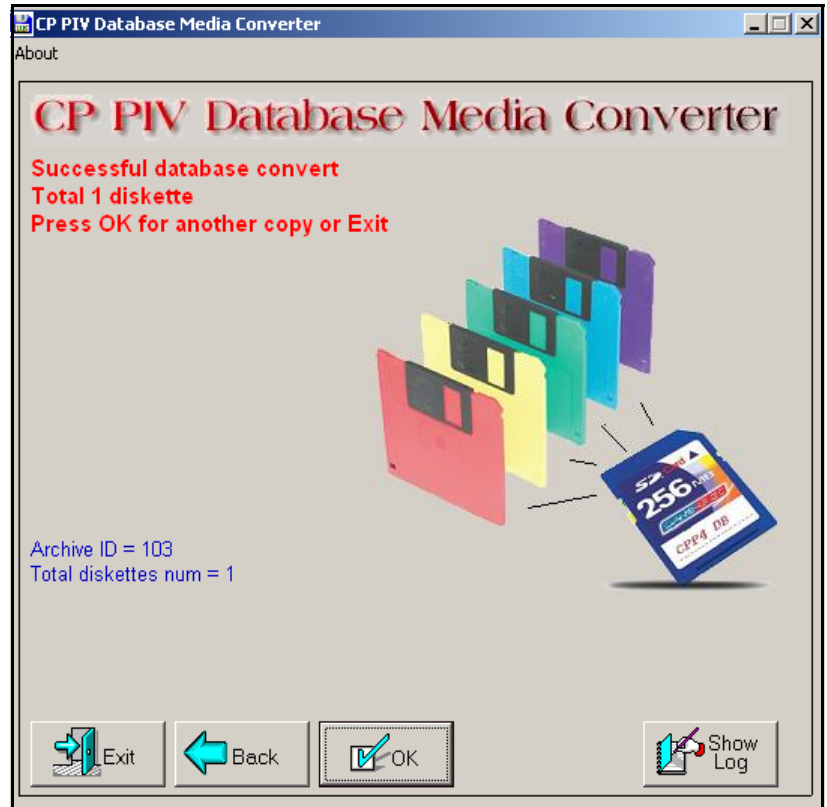 CP PIV Database Media Converter
About
CP PIV Database Media Converter
Successful database convert
Total 1 diskette
Press OK for another copy or Exit
SD Card
256 MB
CPP4 DB
Archive ID = 103
Total diskettes num = 1
Exit
Back
OK
Show
Log